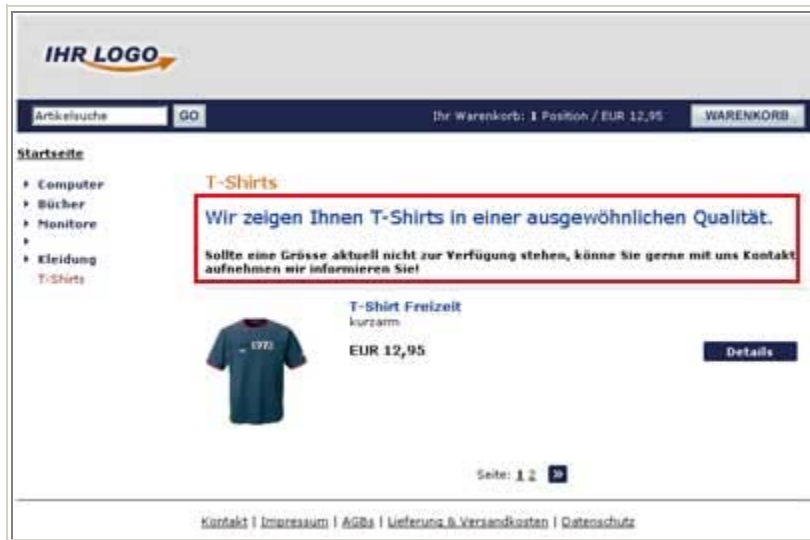 IHR LOGO
Artikelsuche GO Ihr Warenkorb: 1 Position / EUR 12,95 WARENKORB
Startseite
Computer
Bücher
Monitore
Kleidung
T-Shirts
T-Shirts
Wir zeigen Ihnen T-Shirts in einer ausgewöhnlichen Qualität.
Sollte eine Grösse aktuell nicht zur Verfügung stehen, könne Sie gerne mit uns Kontakt
aufnehmen wir informieren Sie!
T-Shirt Freizeit
kurzarm
EUR 12,95
Details
Seite: 1 2 »
Kontakt | Impressum | AGBs | Lieferung & Versandkosten | Datenschutz